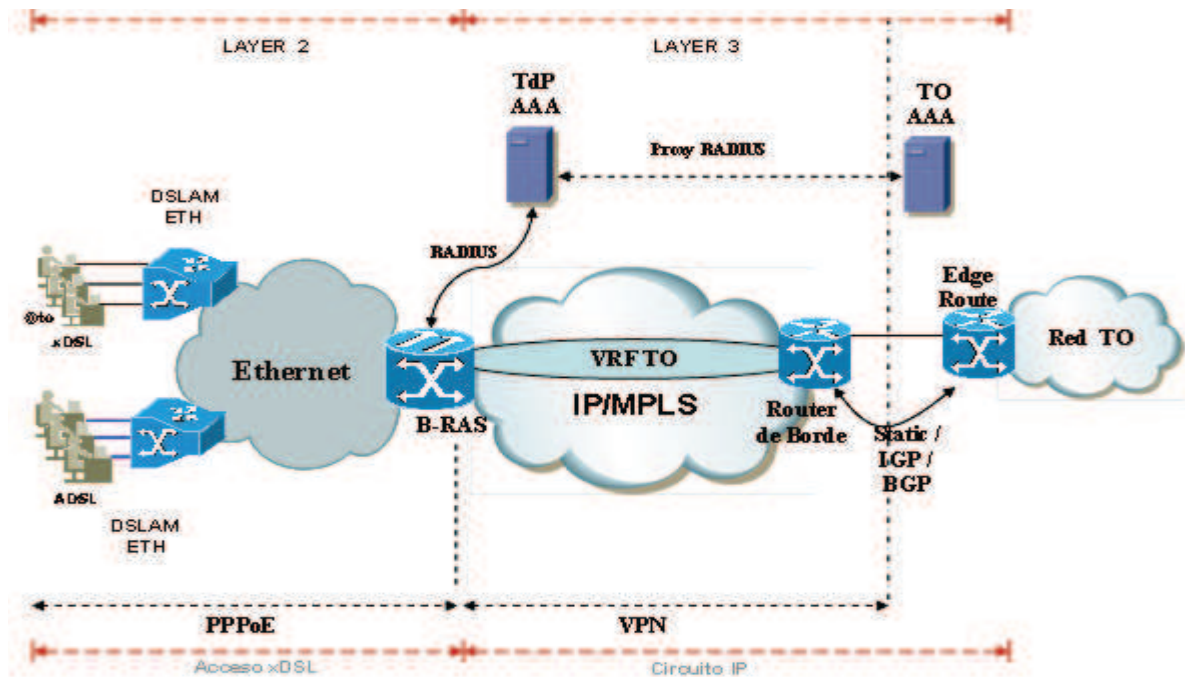 LAYER 2
LAYER 3
TdP
AAA
TO
AAA
Proxy RADIUS
DSLAM
ETH
RADIUS
Edge
Route
@to
xDSL
Red TO
Ethernet
VRF TO
IP/MPLS
B-RAS
Router
de Borde
Static /
IGP /
BGP
ADSL
DSLAM
ETH
PPPoE
VPN
Acceso xDSL
Circuito IP